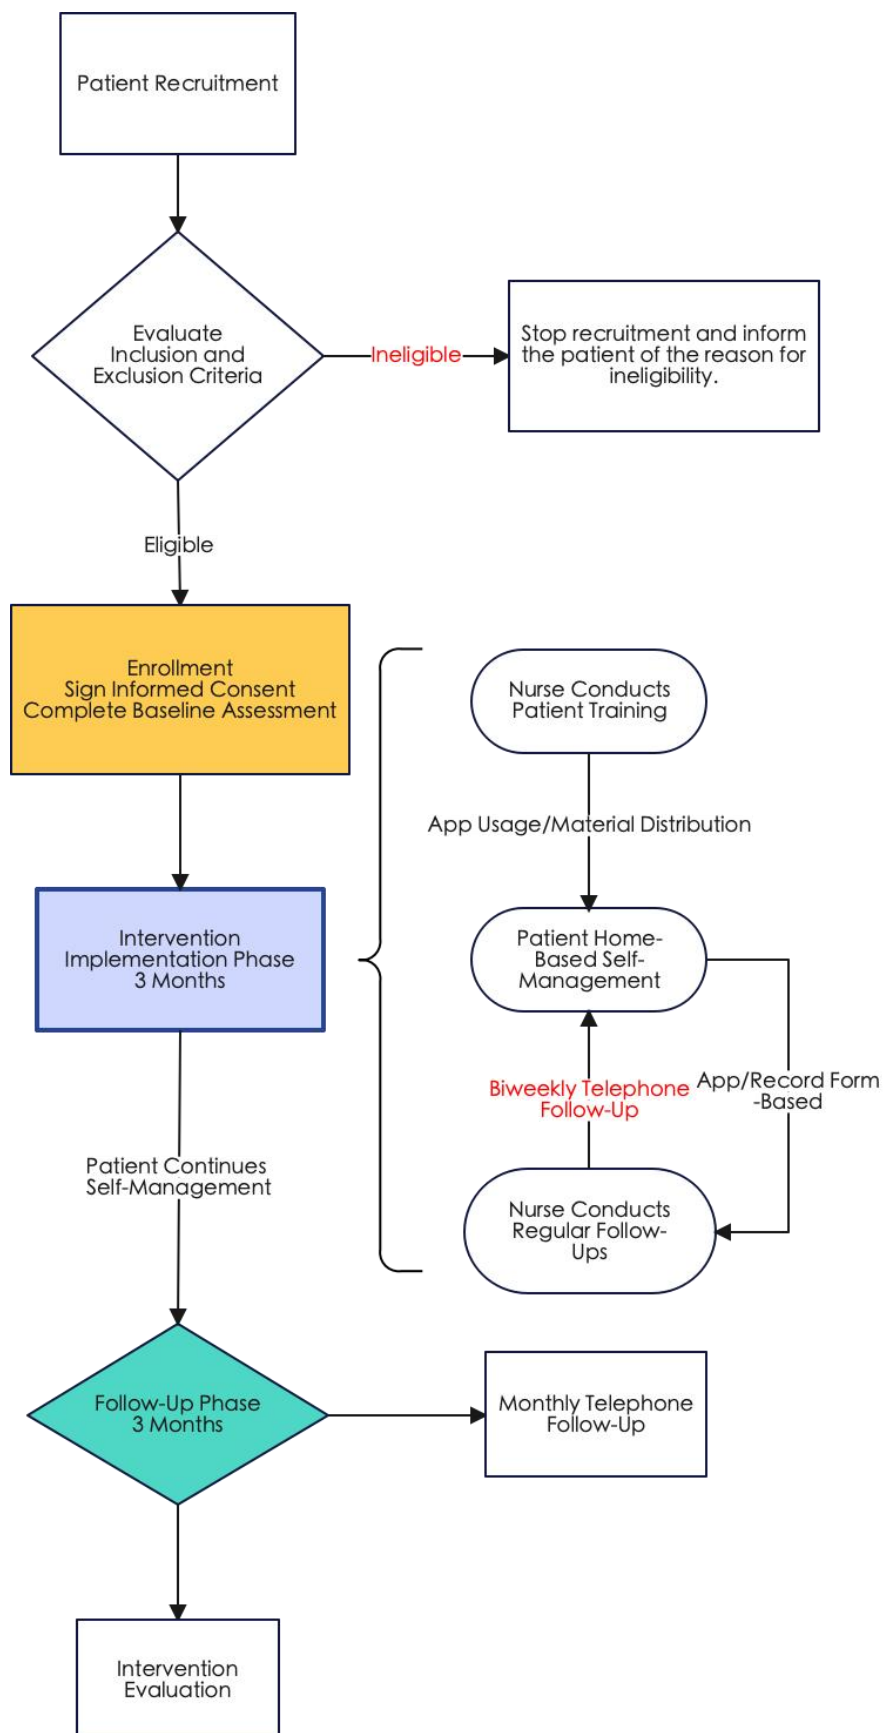 Patient Recruitment
Evaluate
Inclusion and
Exclusion Criteria
Ineligible
Stop recruitment and inform
the patient of the reason for
ineligibility.
Eligible
Enrollment
Sign Informed Consent
Complete Baseline Assessment
Nurse Conducts
Patient Training
App Usage/Material Distribution
Intervention
Implementation Phase
3 Months
Patient Home-
Based Self-
Management
Biweekly Telephone
Follow-Up
App/Record Form
-Based
Nurse Conducts
Regular Follow-
Ups
Patient Continues
Self-Management
Follow-Up Phase
3 Months
Monthly Telephone
Follow-Up
Intervention
Evaluation